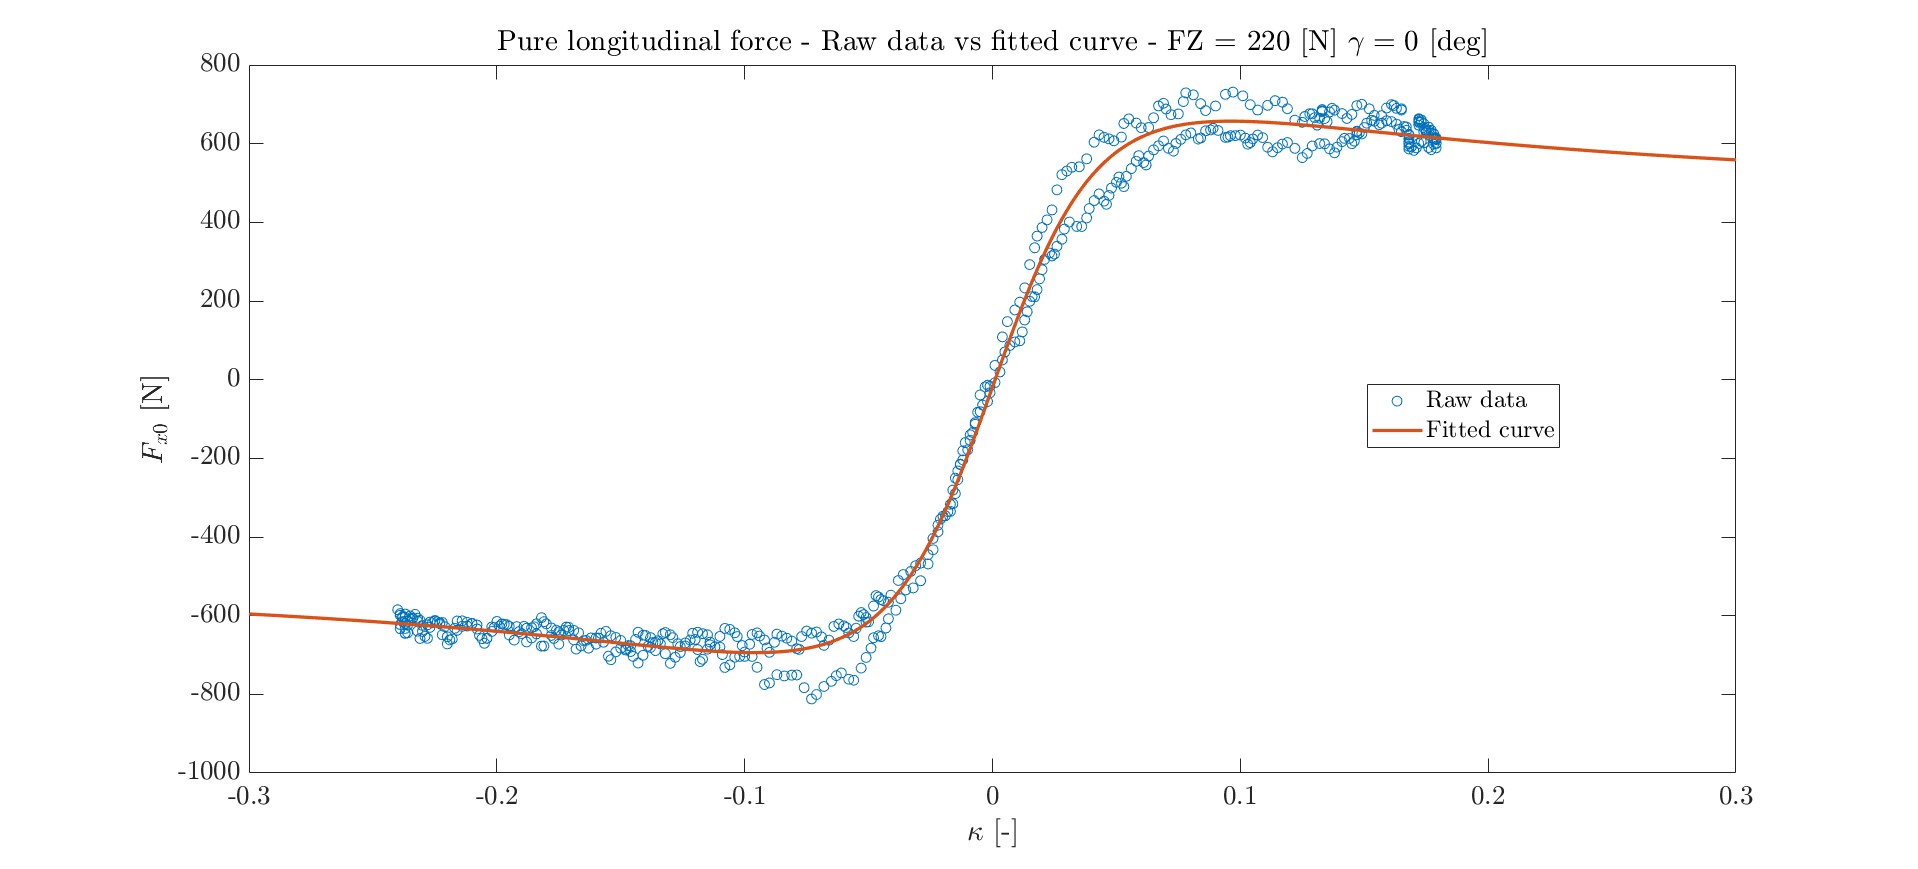 Pure longitudinal force - Raw data vs fitted curve - FZ = 220 [N] γ = 0 [deg]
800
600
400
200
0
-200
-400
-600
-800
-1000
F_{x0} [N]
Raw data
Fitted curve
-0.3 -0.2 -0.1 0 0.1 0.2 0.3
κ [-]